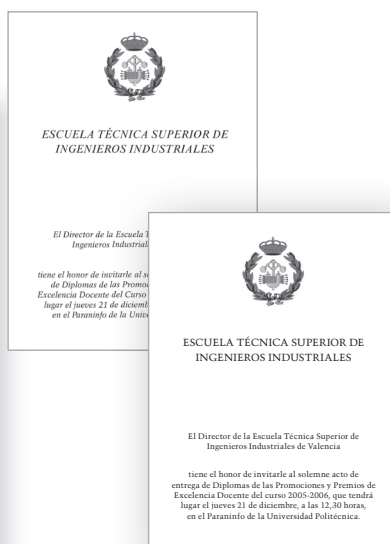 ESCUELA TÉCNICA SUPERIOR DE
INGENIEROS INDUSTRIALES
El Director de la Escuela
Ingenieros
tiene el honor de invitarle al
de Diplomas de las
Excelencia Docente del Curso
lugar el jueves 21 de
en el Paraninfo de la
ESCUELA TÉCNICA SUPERIOR DE
INGENIEROS INDUSTRIALES
El Director de la Escuela Técnica Superior de
Ingenieros Industriales de Valencia
tiene el honor de invitarle al solemne acto de
entrega de Diplomas de las Promociones y Premios de
Excelencia Docente del curso 2005-2006, que tendrá
lugar el jueves 21 de diciembre, a las 12,30 horas,
en el Paraninfo de la Universidad Politécnica.